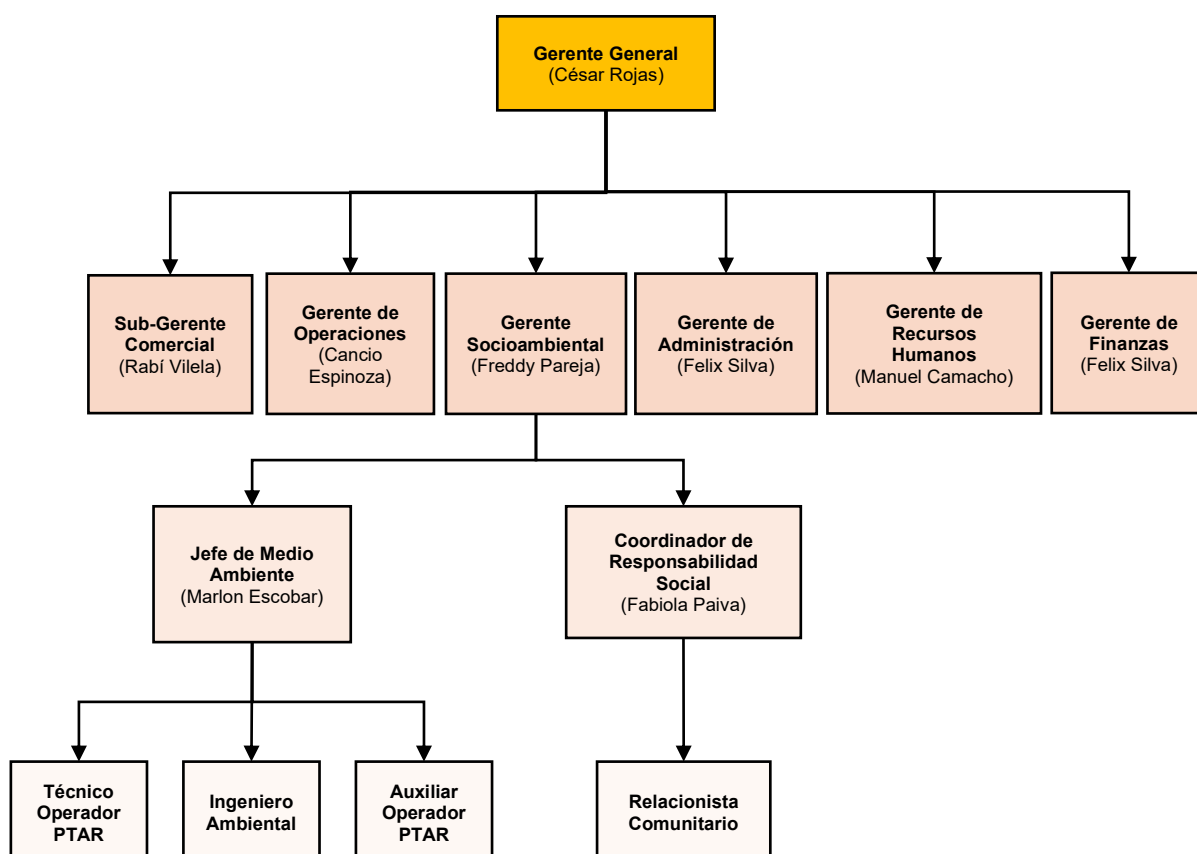 Gerente General
(César Rojas)
Sub-Gerente
Comercial
(Rabí Vilela)
Gerente de
Operaciones
(Cancio
Espinoza)
Gerente
Socioambiental
(Freddy Pareja)
Gerente de
Administración
(Felix Silva)
Gerente de
Recursos
Humanos
(Manuel Camacho)
Gerente de
Finanzas
(Felix Silva)
Jefe de Medio
Ambiente
(Marlon Escobar)
Coordinador de
Responsabilidad
Social
(Fabiola Paiva)
Técnico
Operador
PTAR
Ingeniero
Ambiental
Auxiliar
Operador
PTAR
Relacionista
Comunitario